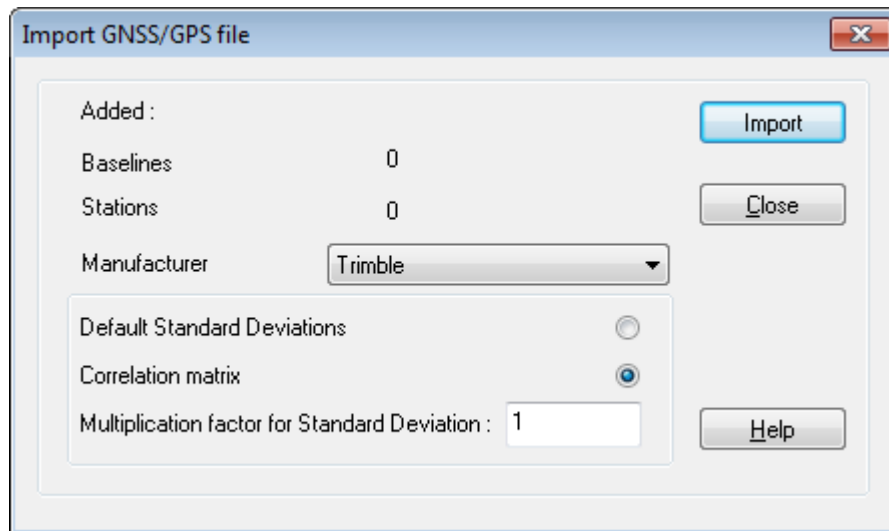 Import GNSS/GPS file
Added :
Import
Baselines 0
Stations 0
Close
Manufacturer Trimble
Default Standard Deviations
Correlation matrix
Multiplication factor for Standard Deviation : 1
Help